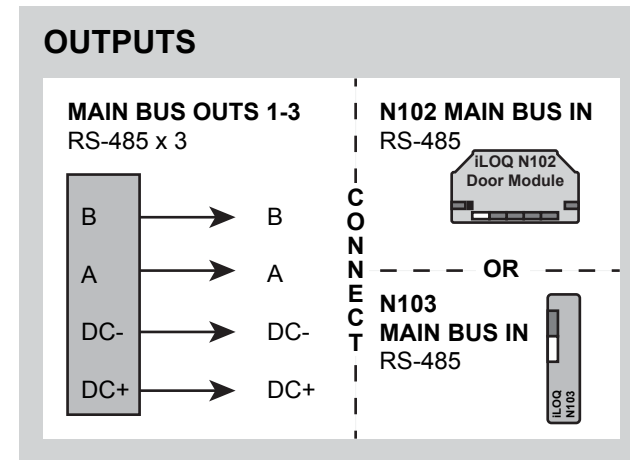 OUTPUTS
MAIN BUS OUTS 1-3
RS-485 x 3
B
B
A
A
DC-
DC-
DC+
DC+
CONNECT
N102 MAIN BUS IN
RS-485
iLOQ N102
Door Module
OR
N103
MAIN BUS IN
RS-485
iLOQ
N103